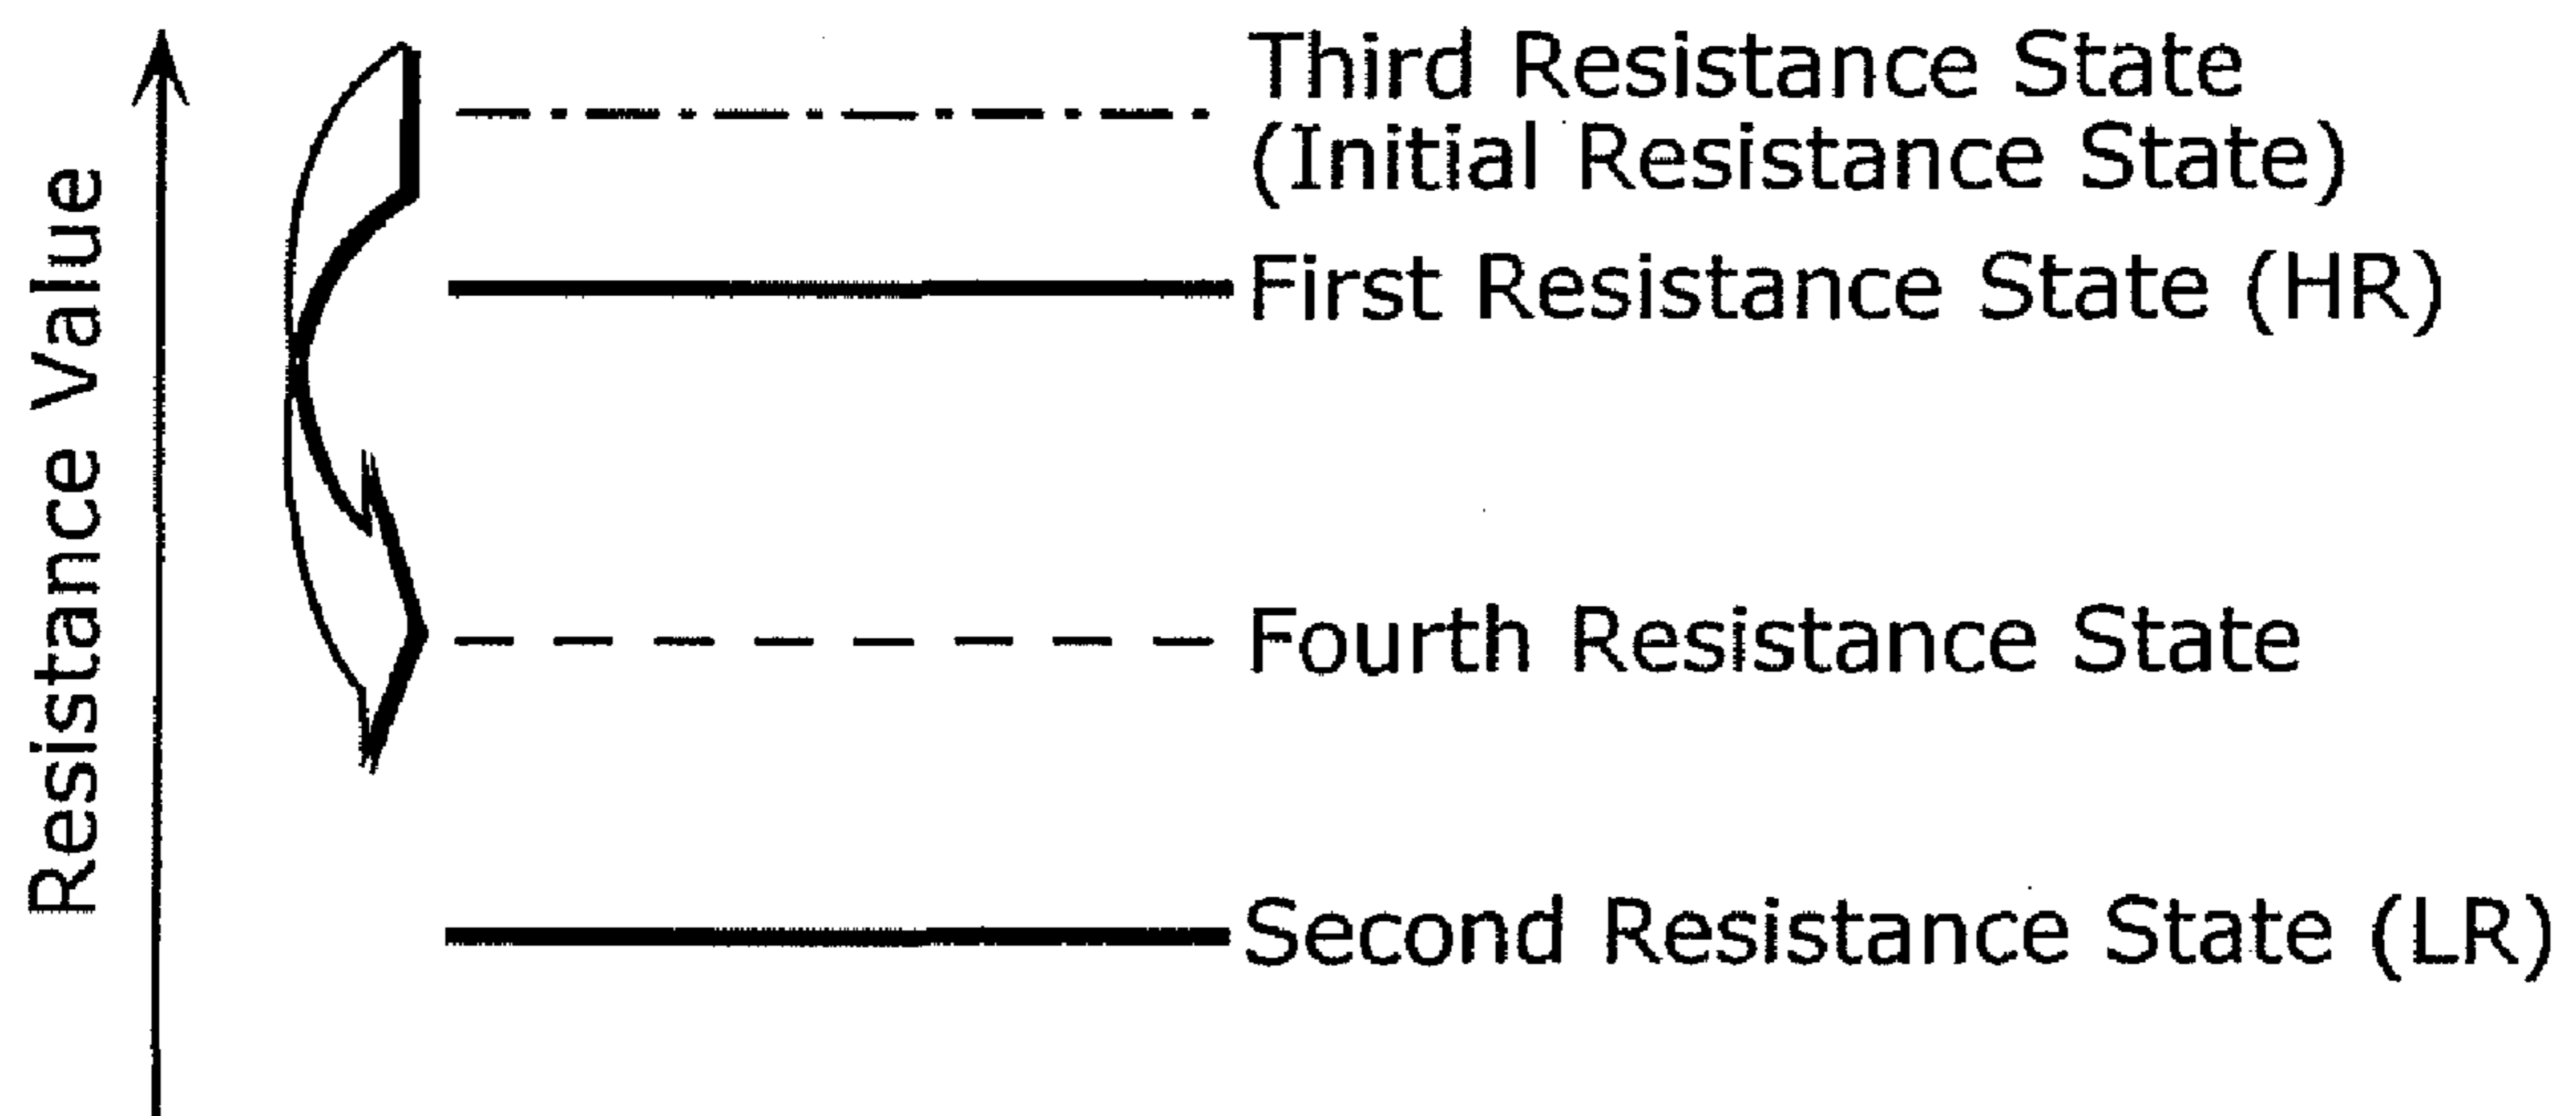 Resistance Value
Third Resistance State
(Initial Resistance State)
First Resistance State (HR)
Fourth Resistance State
Second Resistance State (LR)